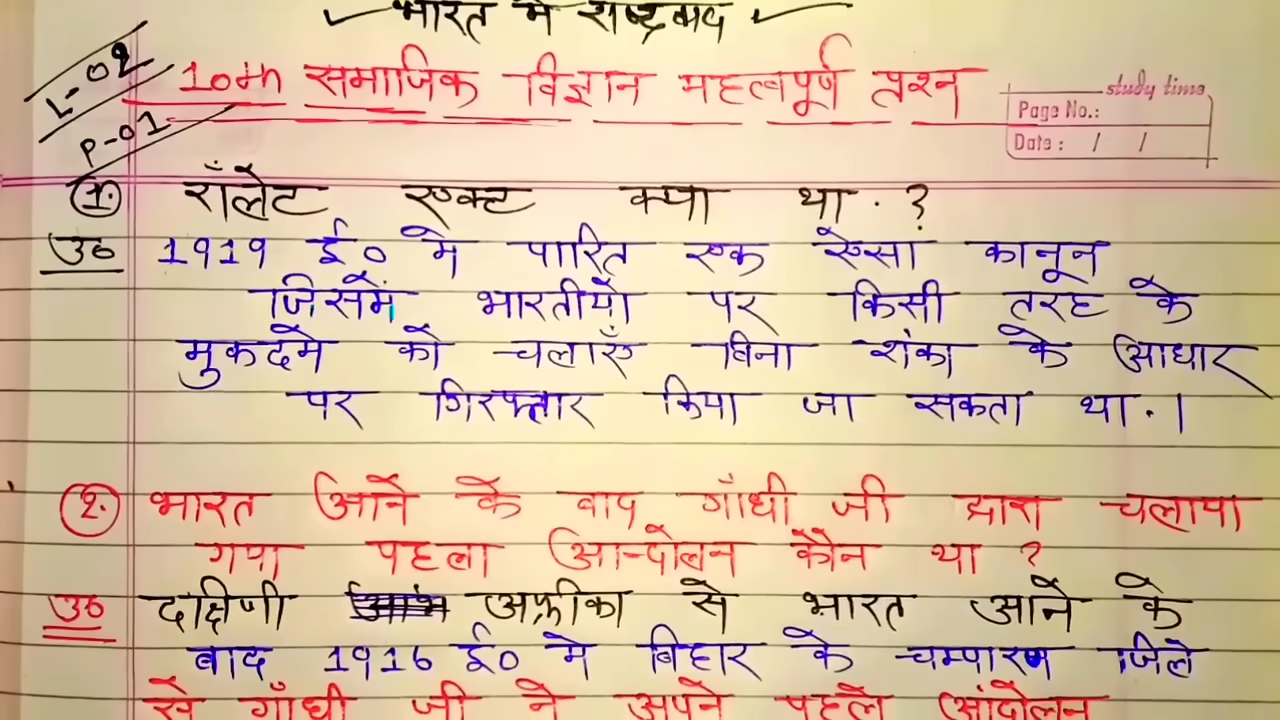 भारत मे राष्ट्रवाद
L-02
P-01
10th समाजिक विज्ञान महत्वपूर्ण प्रश्न
study time
Page No.:
Date : / /
1. रॉलेट एक्ट क्या था . ?
उ० 1919 ई० मे पारित एक ऐसा कानून
जिसमें भारतीयो पर किसी तरह के
मुकदमे को चलाएँ बिना शंका के आधार
पर गिरफ्तार किया जा सकता था . ।
2. भारत आने के बाद गाँधी जी द्वारा चलाया
गया पहला आन्दोलन कौन था ?
उ० दक्षिणी अफ्रीका से भारत आने के
बाद 1916 ई० मे बिहार के चम्पारण जिले
से गाँधी जी ने अपने पहले आंदोलन